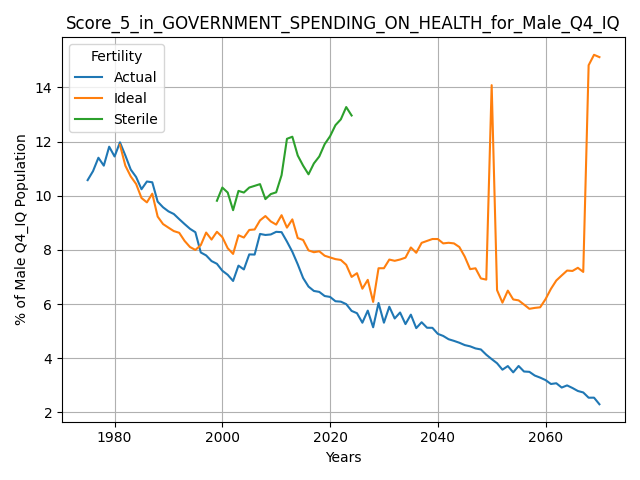 Score_5_in_GOVERNMENT_SPENDING_ON_HEALTH_for_Male_Q4_IQ
Fertility
Actual
Ideal
Sterile
% of Male Q4_IQ Population
14
12
10
8
6
4
2
1980
2000
2020
2040
2060
Years